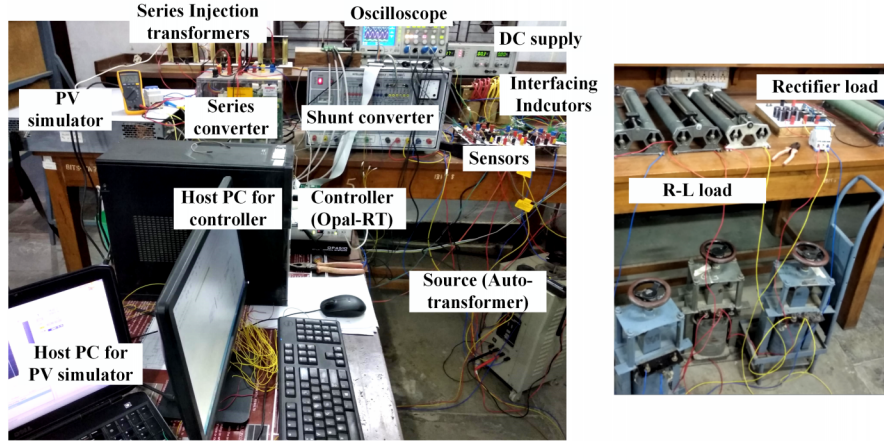 Series Injection
transformers
Oscilloscope
DC supply
PV
simulator
Series
converter
Shunt converter
Interfacing
Indcutors
Sensors
Host PC for
controller
Controller
(Opal-RT)
Source (Auto-
transformer)
Host PC for
PV simulator
Rectifier load
R-L load